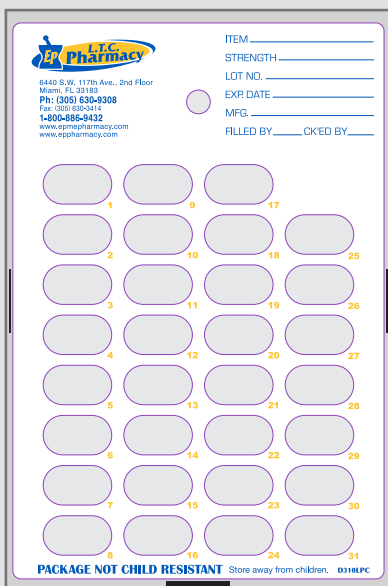 Ep L.T.C.
Pharmacy
6440 S.W. 117th Ave., 2nd Floor
Miami, FL 33183
Ph: (305) 630-9308
Fax: (305) 630-3414
1-800-886-9432
www.epmepharmacy.com
www.eppharmacy.com
ITEM
STRENGTH
LOT NO.
EXP DATE
MFG.
FILLED BY CK'ED BY
1 9 17
2 10 18 25
3 11 19 26
4 12 20 27
5 13 21 28
6 14 22 29
7 15 23 30
8 16 24 31
PACKAGE NOT CHILD RESISTANT Store away from children. D310LPC